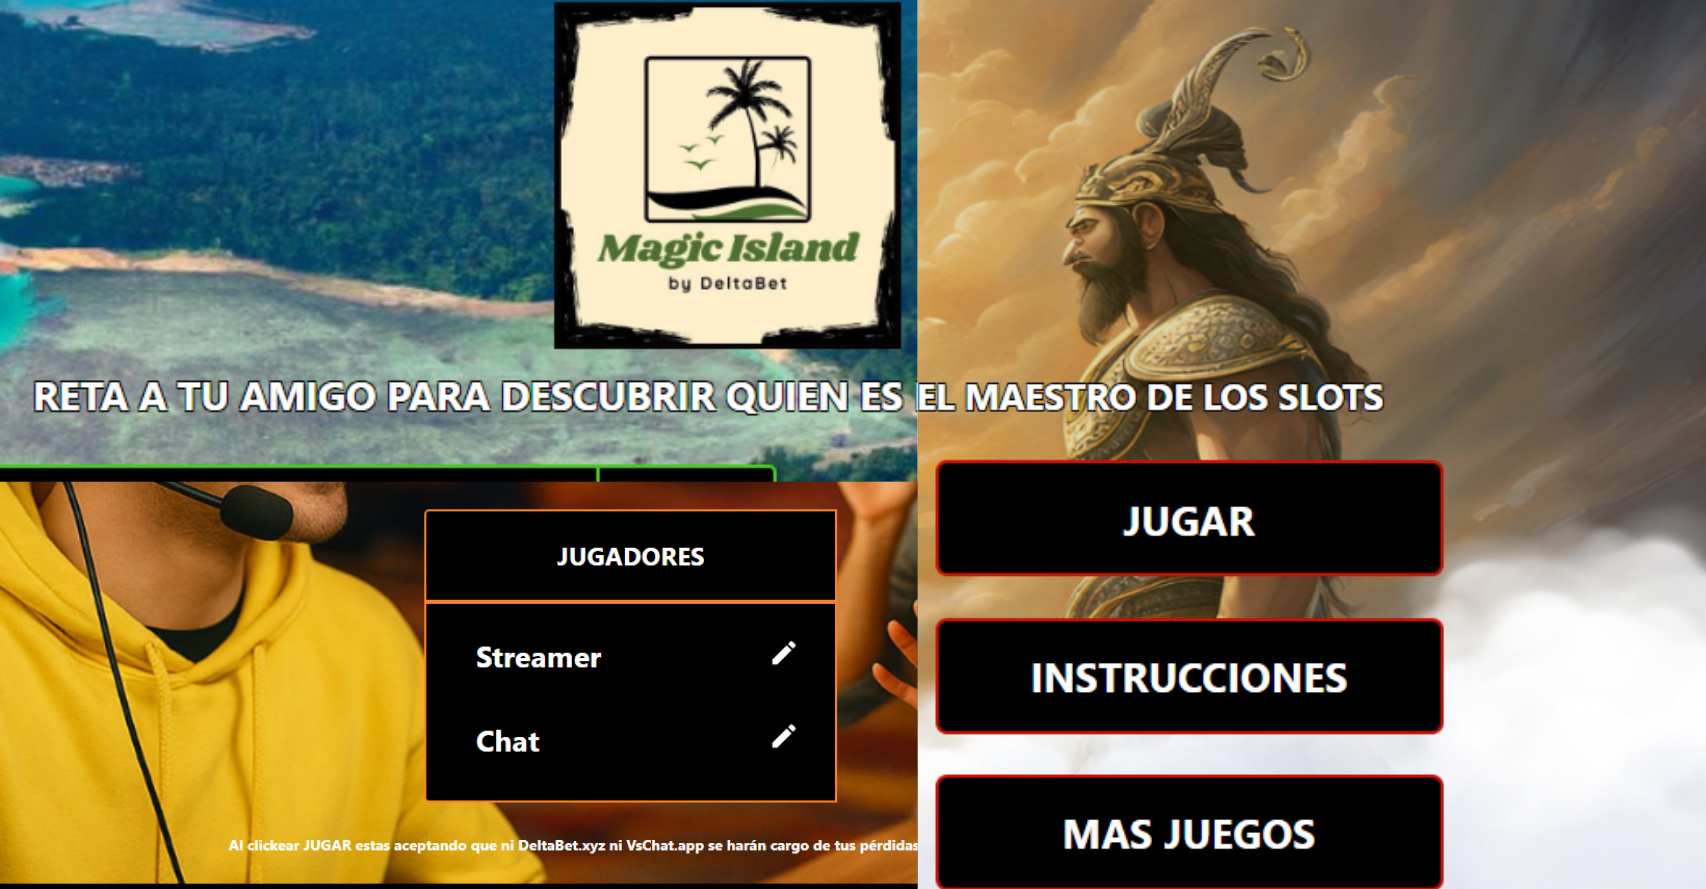 Magic Island
by DeltaBet
RETA A TU AMIGO PARA DESCUBRIR QUIEN ES EL MAESTRO DE LOS SLOTS
JUGAR
INSTRUCCIONES
MAS JUEGOS
JUGADORES
Streamer
Chat
Al clickear JUGAR estas aceptando que ni DeltaBet.xyz ni VsChat.app se harán cargo de tus pérdidas